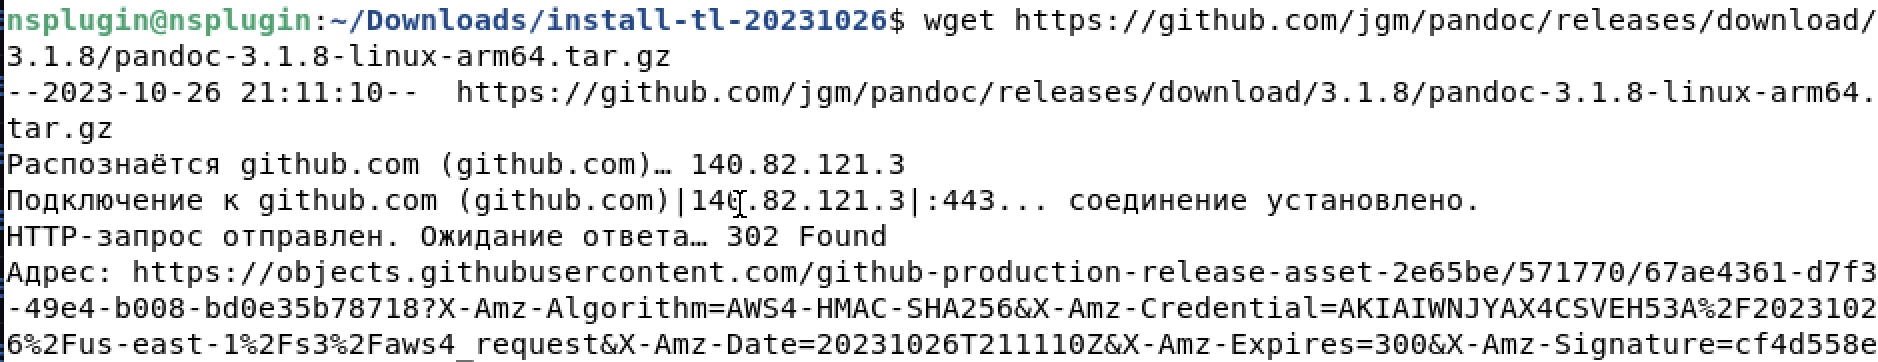 nsplugin@nsplugin:~/Downloads/install-tl-20231026$ wget https://github.com/jgm/pandoc/releases/download/
3.1.8/pandoc-3.1.8-linux-arm64.tar.gz
--2023-10-26 21:11:10--  https://github.com/jgm/pandoc/releases/download/3.1.8/pandoc-3.1.8-linux-arm64.
tar.gz
Распознаётся github.com (github.com)… 140.82.121.3
Подключение к github.com (github.com)|140.82.121.3|:443... соединение установлено.
HTTP-запрос отправлен. Ожидание ответа… 302 Found
Адрес: https://objects.githubusercontent.com/github-production-release-asset-2e65be/571770/67ae4361-d7f3
-49e4-b008-bd0e35b78718?X-Amz-Algorithm=AWS4-HMAC-SHA256&X-Amz-Credential=AKIAIWNJYAX4CSVEH53A%2F2023102
6%2Fus-east-1%2Fs3%2Faws4_request&X-Amz-Date=20231026T211110Z&X-Amz-Expires=300&X-Amz-Signature=cf4d558e